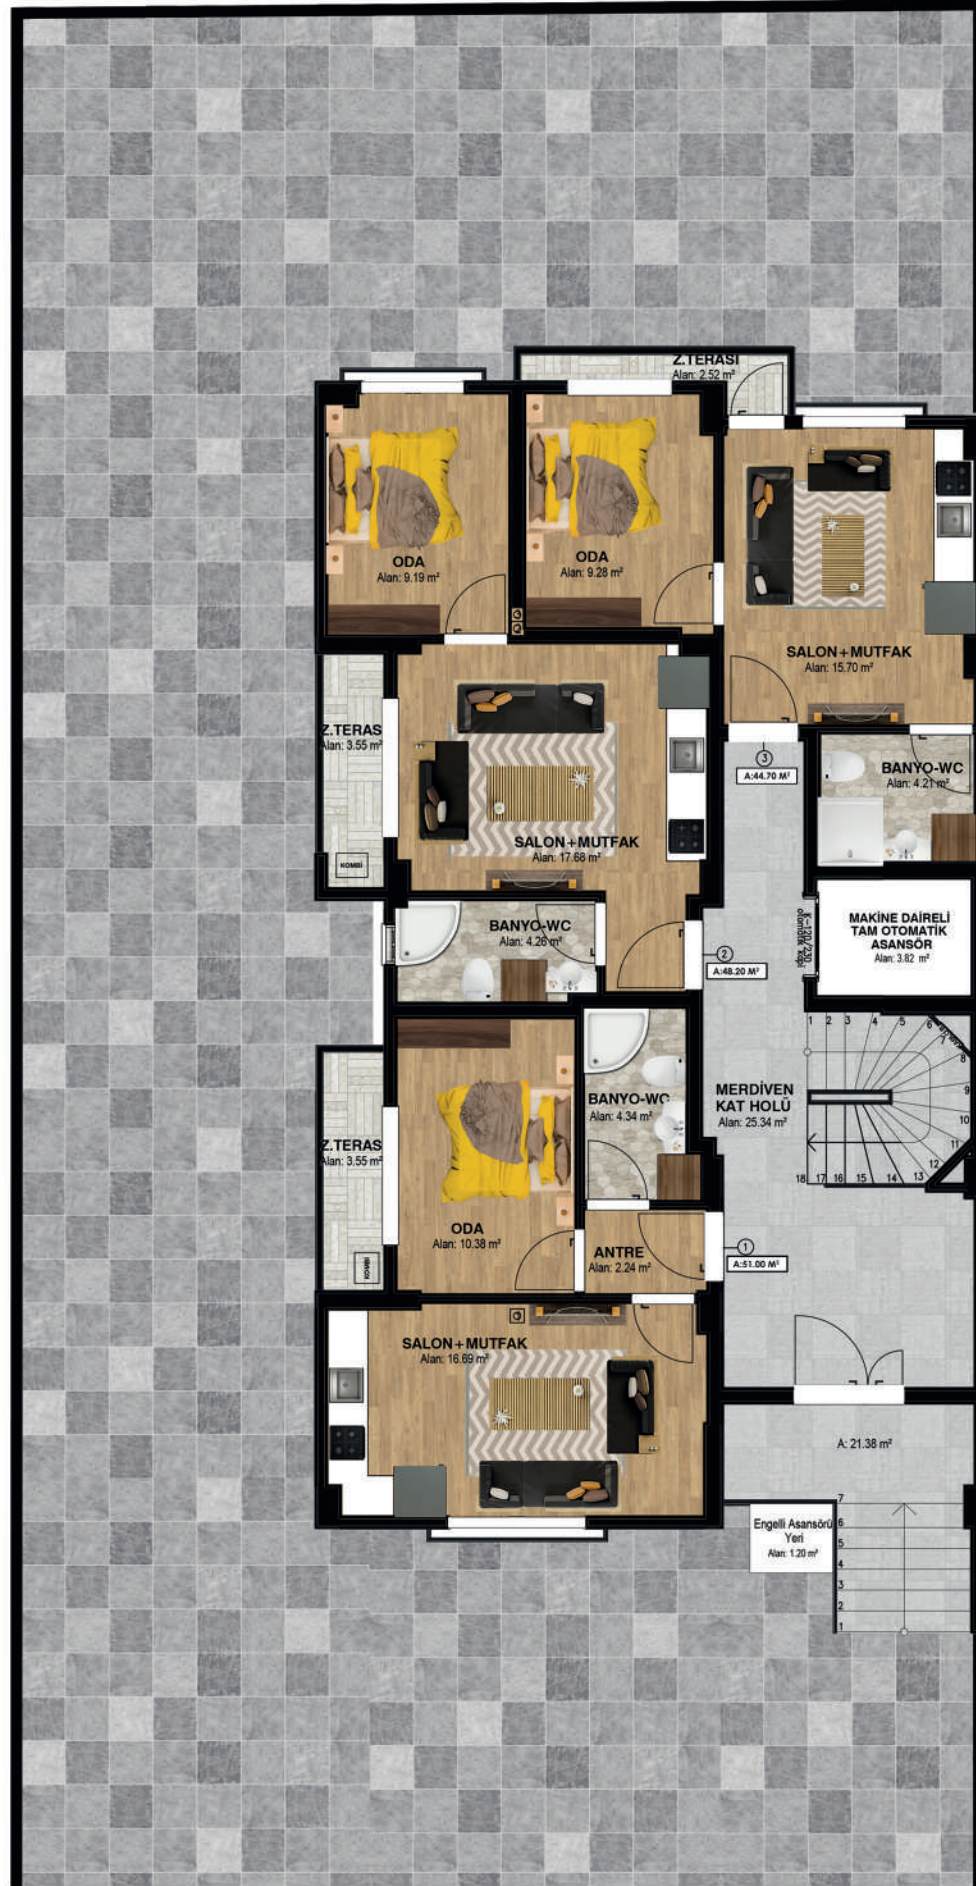 Z.TERASI
Alan: 2.52 m²
ODA
Alan: 9.19 m²
ODA
Alan: 9.28 m²
SALON+MUTFAK
Alan: 15.70 m²
Z.TERAS
Alan: 3.55 m²
KOMBİ
SALON+MUTFAK
Alan: 17.68 m²
3
A:44.70 M²
BANYO-WC
Alan: 4.21 m²
BANYO-WC
Alan: 4.26 m²
2
A:48.20 M²
K-120/230
otomatik kapı
MAKİNE DAİRELİ
TAM OTOMATİK
ASANSÖR
Alan: 3.82 m²
1 2 3 4 5 6 7 8 9 10 11 12 13 14 15 16 17 18
MERDİVEN
KAT HOLÜ
Alan: 25.34 m²
BANYO-WC
Alan: 4.34 m²
Z.TERAS
Alan: 3.55 m²
KOMBİ
ODA
Alan: 10.38 m²
ANTRE
Alan: 2.24 m²
1
A:51.00 M²
SALON+MUTFAK
Alan: 16.69 m²
A: 21.38 m²
Engelli Asansörü
Yeri
Alan: 1.20 m²
7
6
5
4
3
2
1